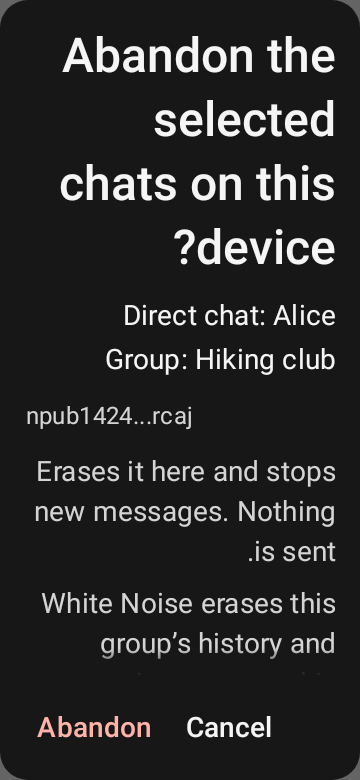 Abandon the
selected
chats on this
device?
Direct chat: Alice
Group: Hiking club
npub1424...rcaj
Erases it here and stops
new messages. Nothing
is sent.
White Noise erases this
group’s history and
Abandon
Cancel